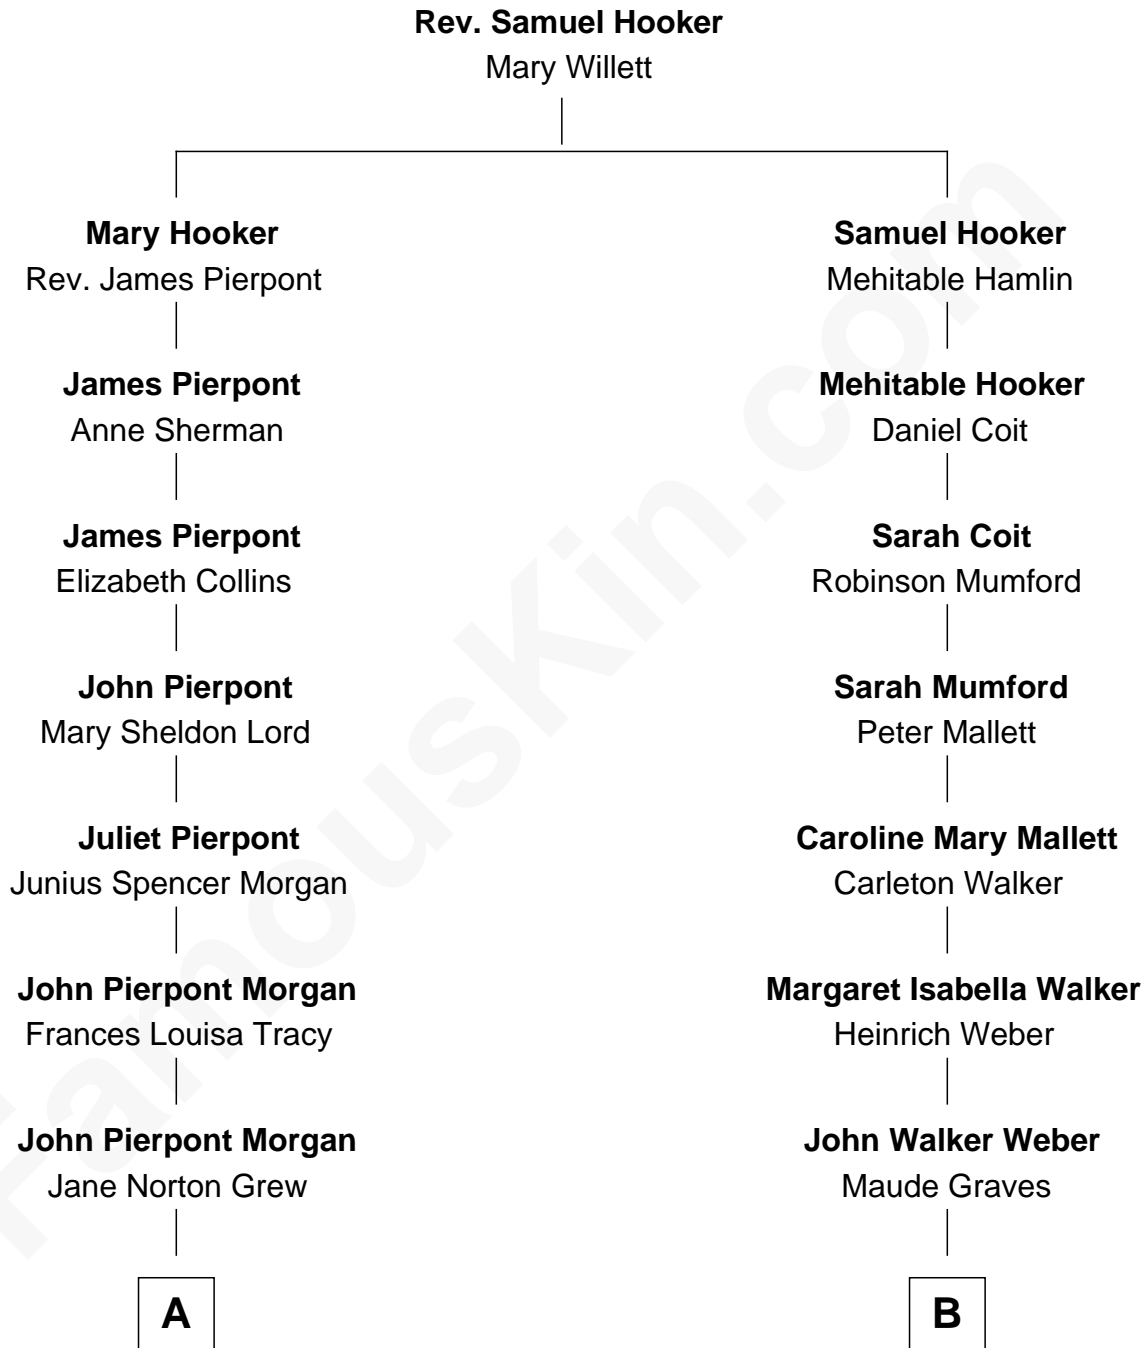 Rev. Samuel Hooker
Mary Willett
Mary Hooker
Rev. James Pierpont
James Pierpont
Anne Sherman
James Pierpont
Elizabeth Collins
John Pierpont
Mary Sheldon Lord
Juliet Pierpont
Junius Spencer Morgan
John Pierpont Morgan
Frances Louisa Tracy
John Pierpont Morgan
Jane Norton Grew
A
Samuel Hooker
Mehitable Hamlin
Mehitable Hooker
Daniel Coit
Sarah Coit
Robinson Mumford
Sarah Mumford
Peter Mallett
Caroline Mary Mallett
Carleton Walker
Margaret Isabella Walker
Heinrich Weber
John Walker Weber
Maude Graves
B
FamousKin.com